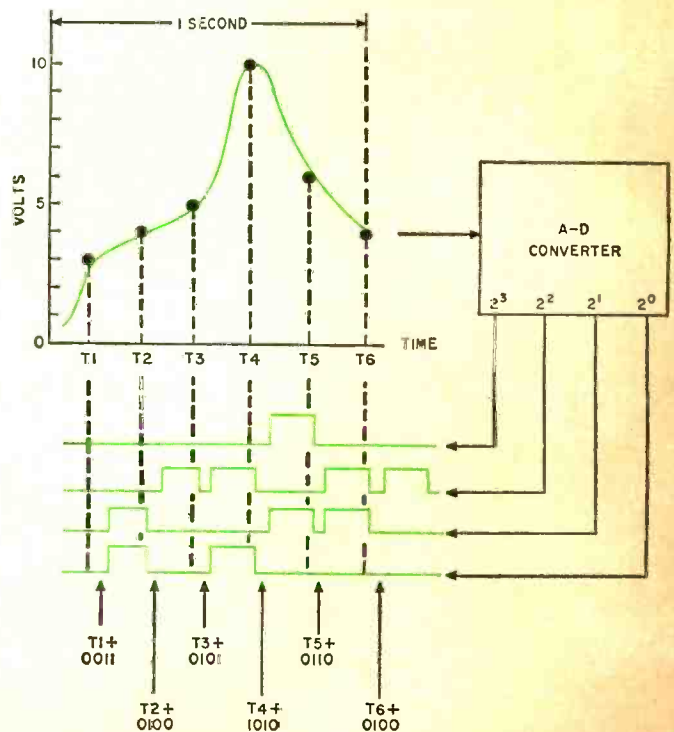 1 SECOND
10
5
0
VOLTS
T1 T2 T3 T4 T5 T6 TIME
A-D
CONVERTER
2³ 2² 2¹ 2⁰
T1+
0011
T2+
0100
T3+
0101
T4+
1010
T5+
0110
T6+
0100